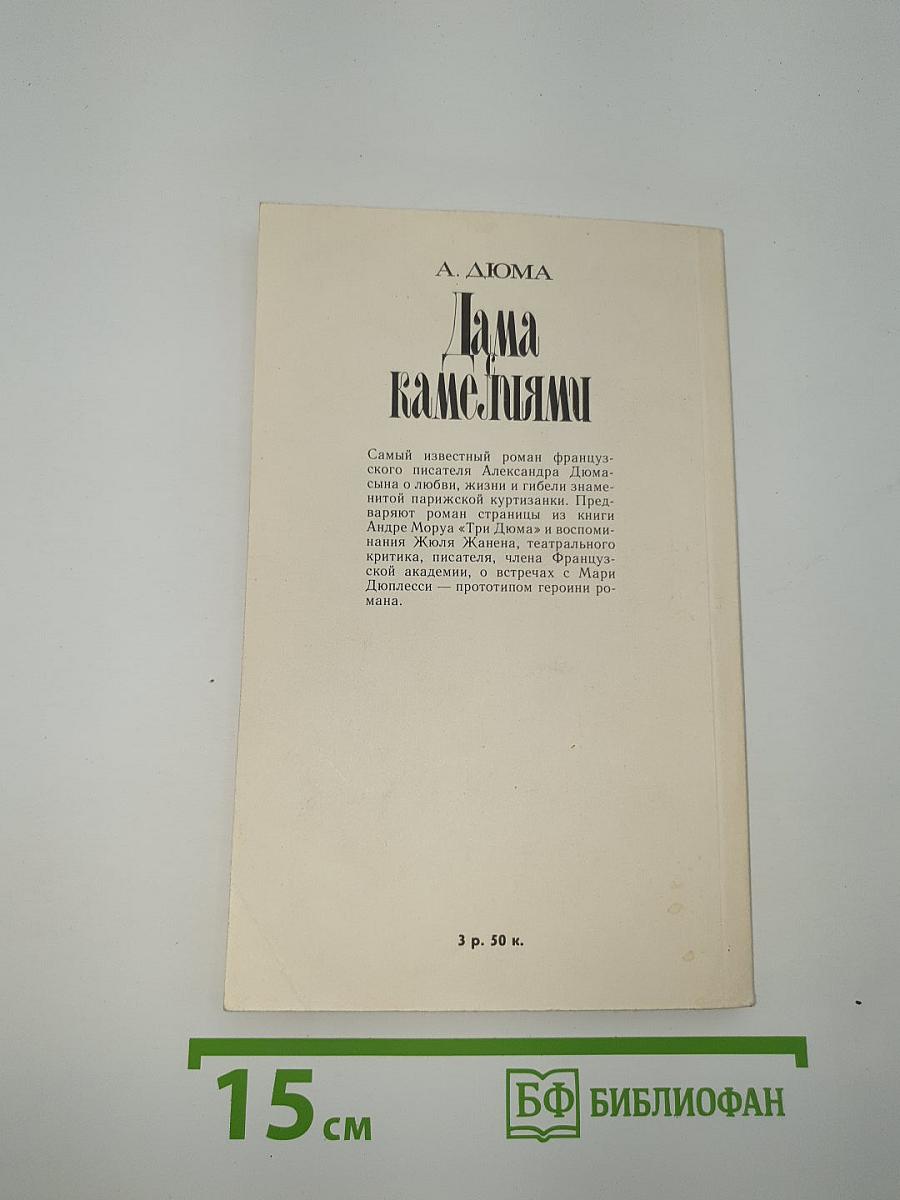 А. ДЮМА
Дама
с
камелиями
Самый известный роман француз-
ского писателя Александра Дюма-
сына о любви, жизни и гибели знаме-
нитой парижской куртизанки. Пред-
варяют роман страницы из книги
Андре Моруа «Три Дюма» и воспоми-
нания Жюля Жанена, театрального
критика, писателя, члена Француз-
ской академии, о встречах с Мари
Дюплесси — прототипом героини ро-
мана.
3 р. 50 к.
15 см
БФ БИБЛИОФАН